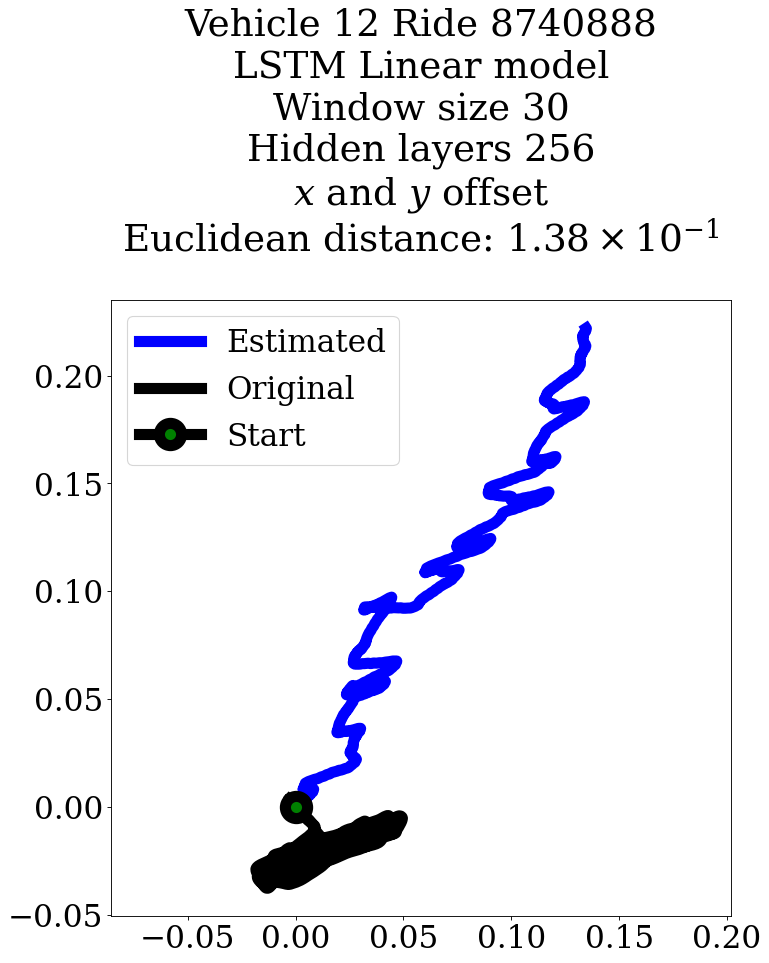 Vehicle 12 Ride 8740888
LSTM Linear model
Window size 30
Hidden layers 256
x and y offset
Euclidean distance: 1.38 × 10⁻¹
Estimated
Original
Start
0.20
0.15
0.10
0.05
0.00
−0.05
−0.05 0.00 0.05 0.10 0.15 0.20